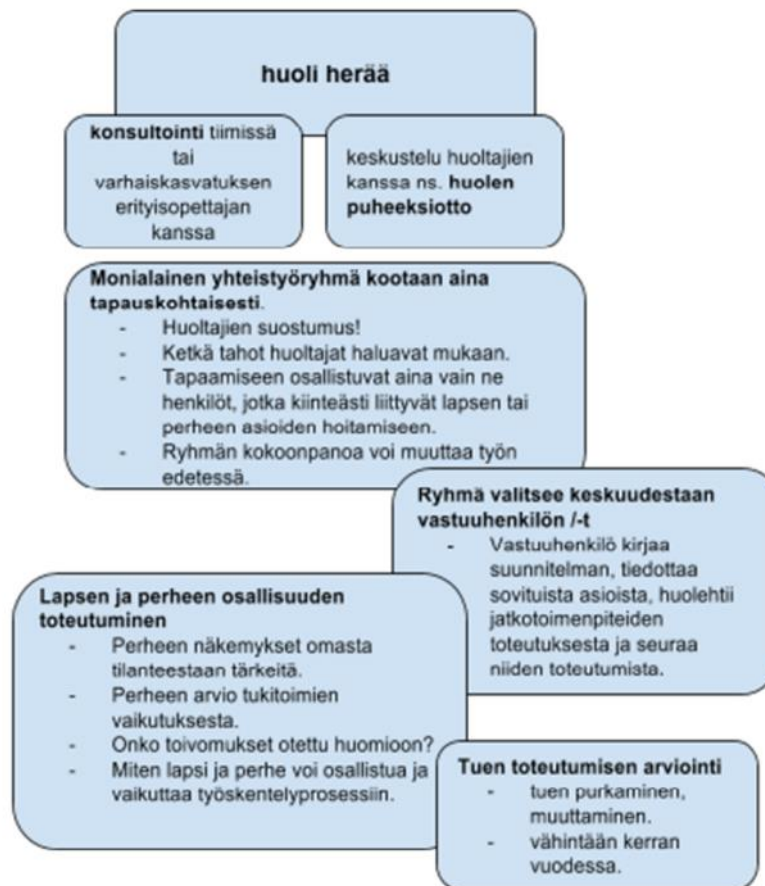 huoli herää
konsultointi tiimissä
tai
varhaiskasvatuksen
erityisopettajan
kanssa
keskustelu huoltajien
kanssa ns. huolen
puheeksiotto
Monialainen yhteistyöryhmä kootaan aina
tapauskohtaisesti.
- Huoltajien suostumus!
- Ketkä tahot huoltajat haluavat mukaan.
- Tapaamiseen osallistuvat aina vain ne
henkilöt, jotka kiinteästi liittyvät lapsen tai
perheen asioiden hoitamiseen.
- Ryhmän kokoonpanoa voi muuttaa työn
edetessä.
Ryhmä valitsee keskuudestaan
vastuuhenkilön /-t
- Vastuuhenkilö kirjaa
suunnitelman, tiedottaa
sovituista asioista, huolehtii
jatkotoimenpiteiden
toteutuksesta ja seuraa
niiden toteutumista.
Lapsen ja perheen osallisuuden
toteutuminen
- Perheen näkemykset omasta
tilanteestaan tärkeitä.
- Perheen arvio tukitoimien
vaikutuksesta.
- Onko toivomukset otettu huomioon?
- Miten lapsi ja perhe voi osallistua ja
vaikuttaa työskentelyprosessiin.
Tuen toteutumisen arviointi
- tuen purkaminen,
muuttaminen.
- vähintään kerran
vuodessa.